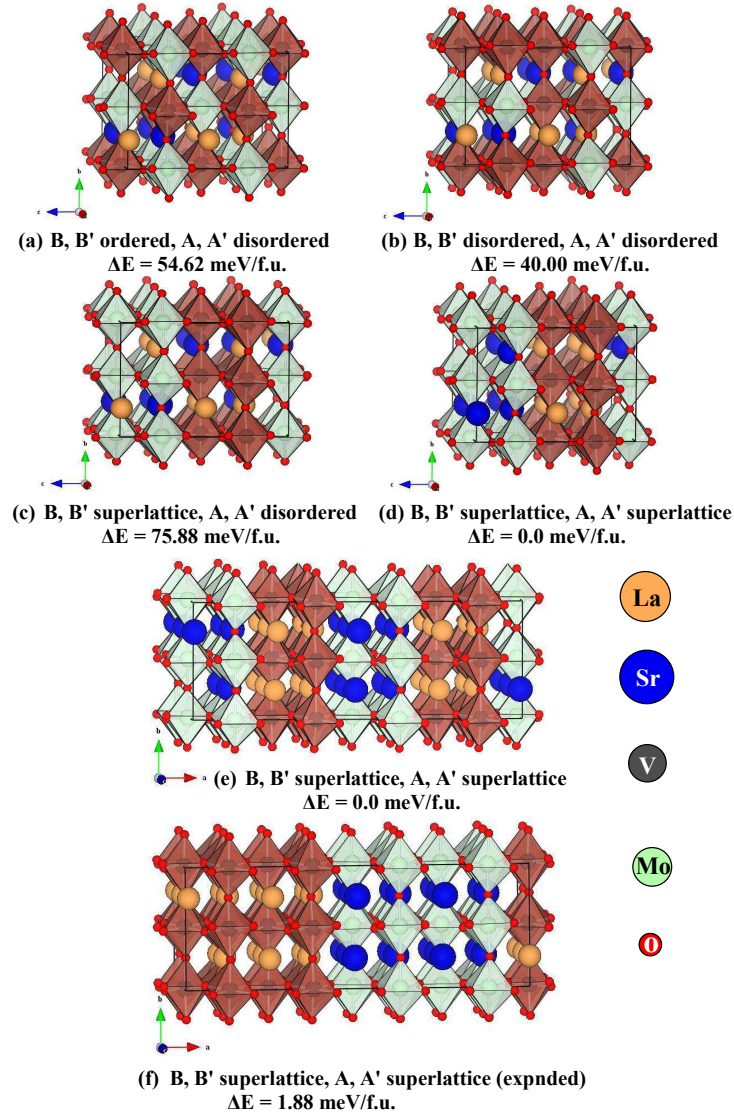 b
c
b
c
(a) B, B' ordered, A, A' disordered
ΔE = 54.62 meV/f.u.
(b) B, B' disordered, A, A' disordered
ΔE = 40.00 meV/f.u.
b
c
b
c
(c) B, B' superlattice, A, A' disordered
ΔE = 75.88 meV/f.u.
(d) B, B' superlattice, A, A' superlattice
ΔE = 0.0 meV/f.u.
La
Sr
V
b
a
(e) B, B' superlattice, A, A' superlattice
ΔE = 0.0 meV/f.u.
Mo
O
b
a
(f) B, B' superlattice, A, A' superlattice (expnded)
ΔE = 1.88 meV/f.u.